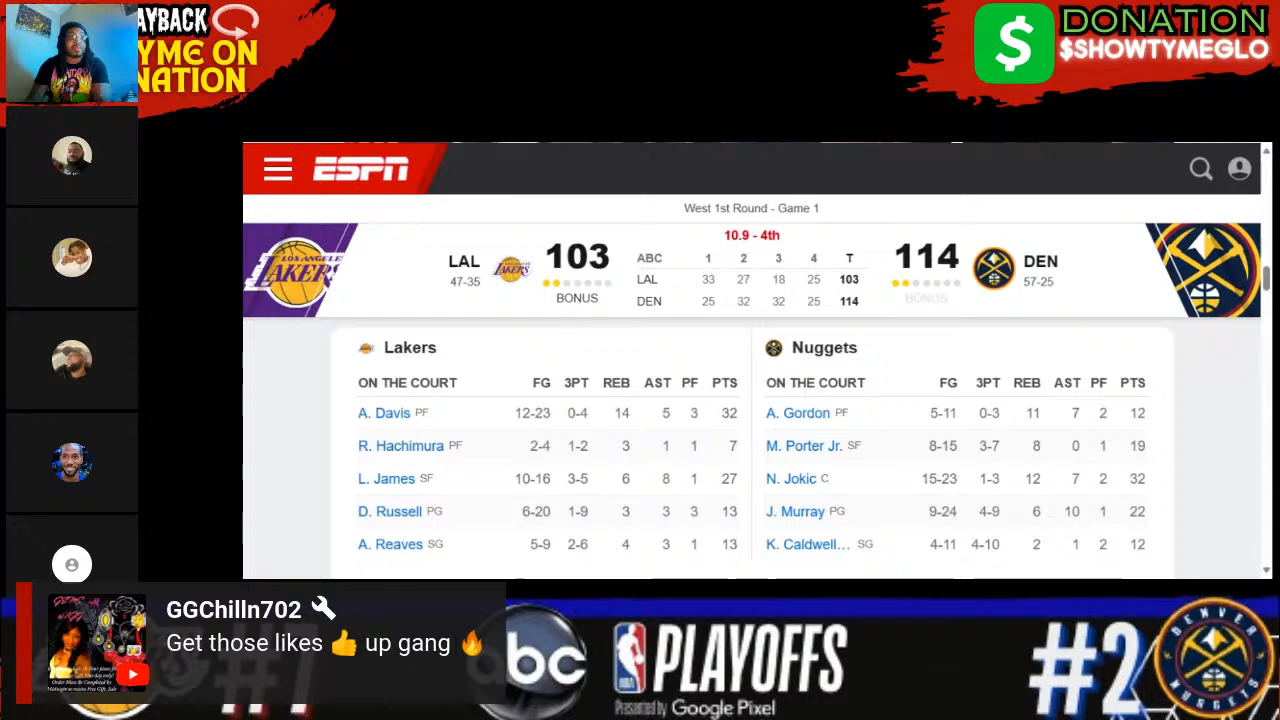 AYBACK
YME ON
NATION
$
DONATION
$SHOWTYMEGLO
ESPN
West 1st Round - Game 1
10.9 - 4th
LAL
47-35
LOS ANGELES
LAKERS
LAKERS
103
BONUS
ABC 1 2 3 4 T
LAL 33 27 18 25 103
DEN 25 32 32 25 114
114
BONUS
DEN
57-25
Lakers
ON THE COURT FG 3PT REB AST PF PTS
A. Davis PF 12-23 0-4 14 5 3 32
R. Hachimura PF 2-4 1-2 3 1 1 7
L. James SF 10-16 3-5 6 8 1 27
D. Russell PG 6-20 1-9 3 3 3 13
A. Reaves SG 5-9 2-6 4 3 1 13
Nuggets
ON THE COURT FG 3PT REB AST PF PTS
A. Gordon PF 5-11 0-3 11 7 2 12
M. Porter Jr. SF 8-15 3-7 8 0 1 19
N. Jokic C 15-23 1-3 12 7 2 32
J. Murray PG 9-24 4-9 6 10 1 22
K. Caldwell... SG 4-11 4-10 2 1 2 12
GGChilln702
Get those likes 👍 up gang 🔥
#7
abc
NBA
PLAYOFFS
Presented by Google Pixel
#2
DENVER
NUGGETS